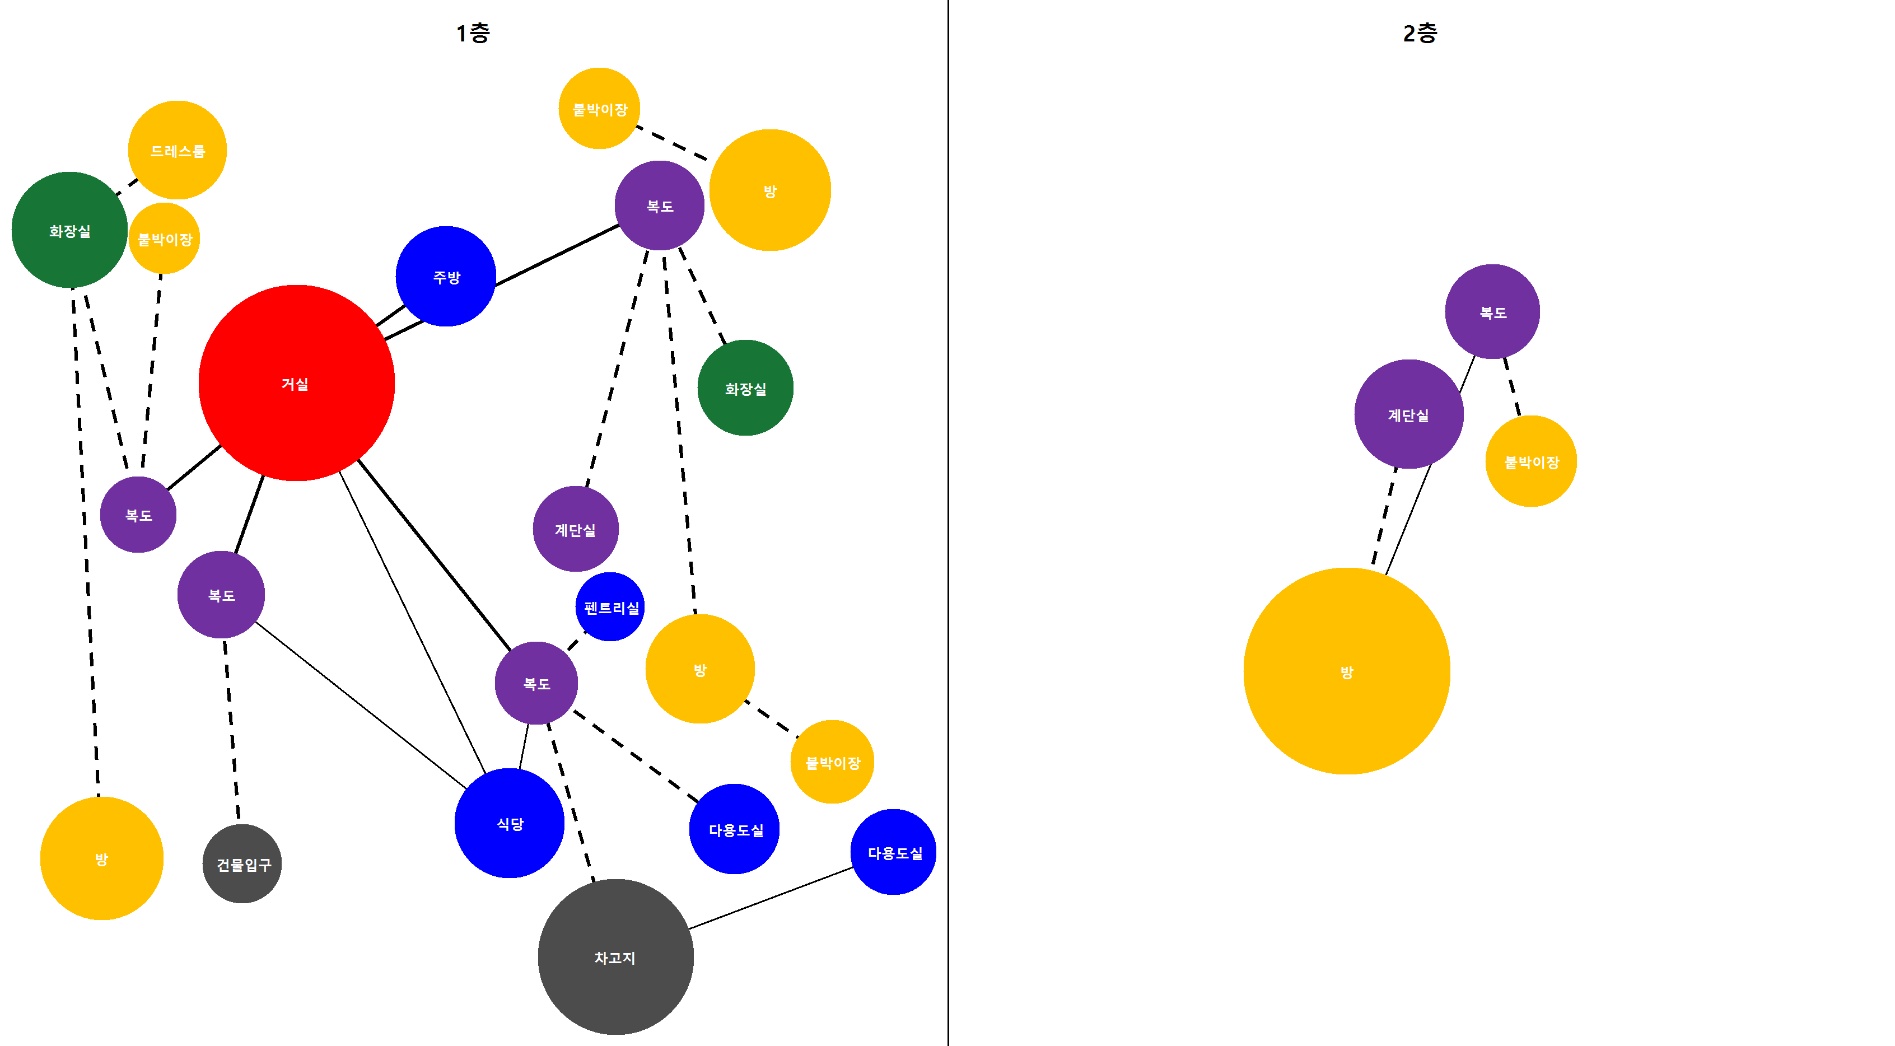 1층
2층
붙박이장
드레스룸
방
복도
화장실
붙박이장
주방
복도
거실
화장실
계단실
붙박이장
복도
계단실
복도
펜트리실
방
방
복도
붙박이장
식당
다용도실
다용도실
방
건물입구
차고지